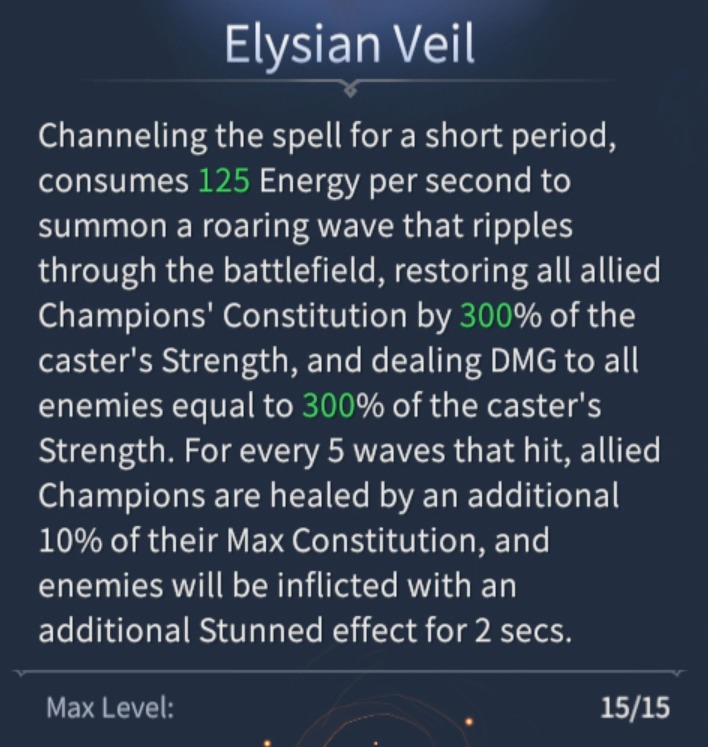 Elysian Veil
Channeling the spell for a short period,
consumes 125 Energy per second to
summon a roaring wave that ripples
through the battlefield, restoring all allied
Champions' Constitution by 300% of the
caster's Strength, and dealing DMG to all
enemies equal to 300% of the caster's
Strength. For every 5 waves that hit, allied
Champions are healed by an additional
10% of their Max Constitution, and
enemies will be inflicted with an
additional Stunned effect for 2 secs.
Max Level: 15/15